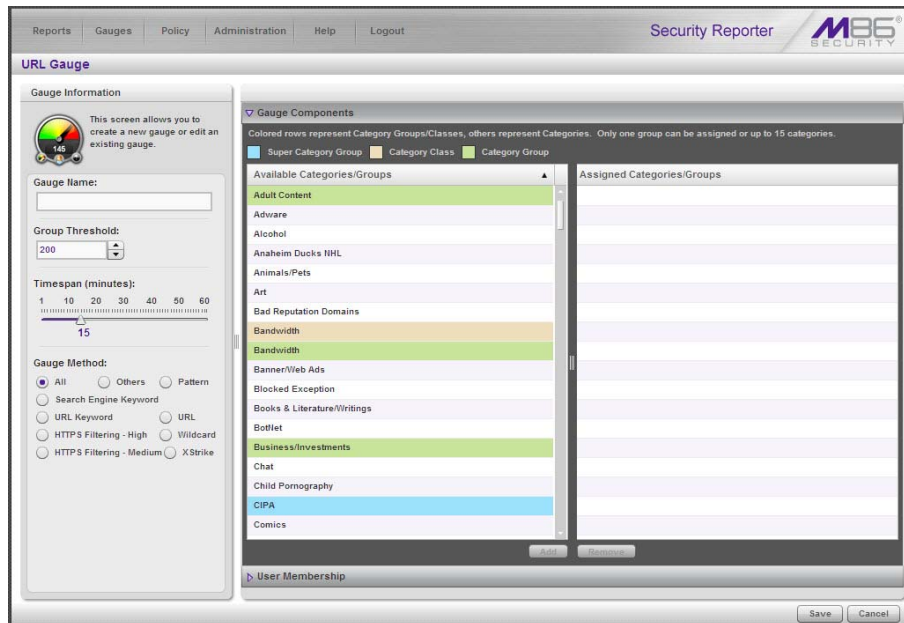 Reports Gauges Policy Administration Help Logout
Security Reporter
M86®
SECURITY
URL Gauge
Gauge Information
This screen allows you to
create a new gauge or edit an
existing gauge.
145
Gauge Name:
Group Threshold:
200
Timespan (minutes):
1 10 20 30 40 50 60
15
Gauge Method:
All Others Pattern
Search Engine Keyword
URL Keyword URL
HTTPS Filtering - High Wildcard
HTTPS Filtering - Medium XStrike
Gauge Components
Colored rows represent Category Groups/Classes, others represent Categories. Only one group can be assigned or up to 15 categories.
Super Category Group Category Class Category Group
Available Categories/Groups
Adult Content
Adware
Alcohol
Anaheim Ducks NHL
Animals/Pets
Art
Bad Reputation Domains
Bandwidth
Bandwidth
Banner/Web Ads
Blocked Exception
Books & Literature/Writings
BotNet
Business/Investments
Chat
Child Pornography
CIPA
Comics
Assigned Categories/Groups
Add Remove
User Membership
Save Cancel